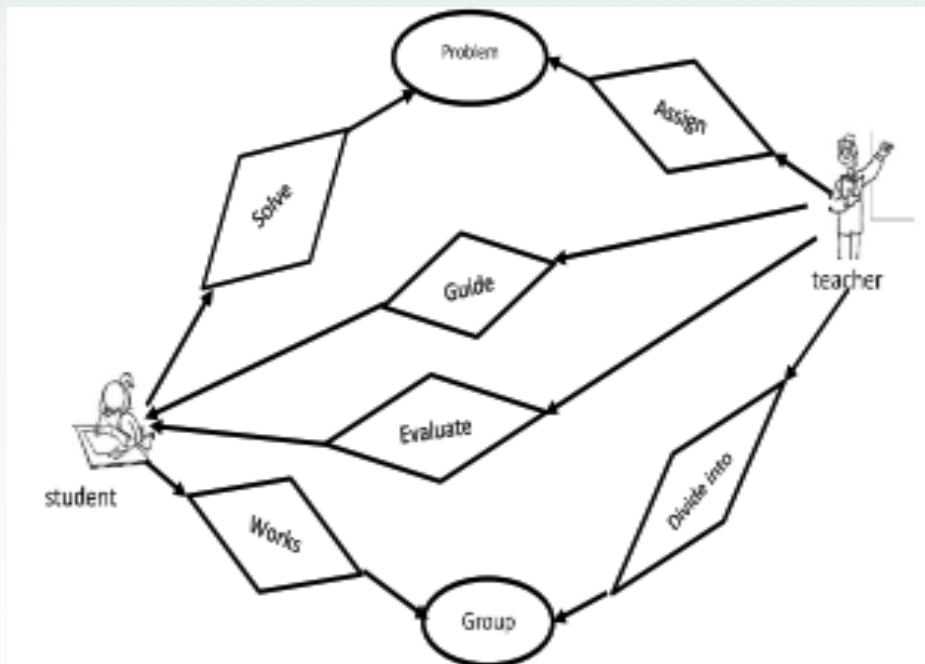 Problem
Assign
Solve
Guide
teacher
Evaluate
Divide into
student
Works
Group